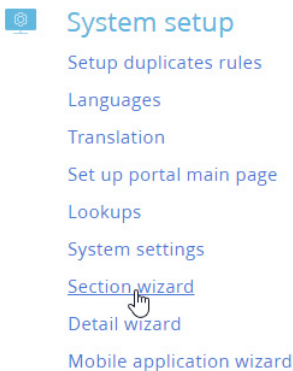 System setup
Setup duplicates rules
Languages
Translation
Set up portal main page
Lookups
System settings
Section wizard
Detail wizard
Mobile application wizard